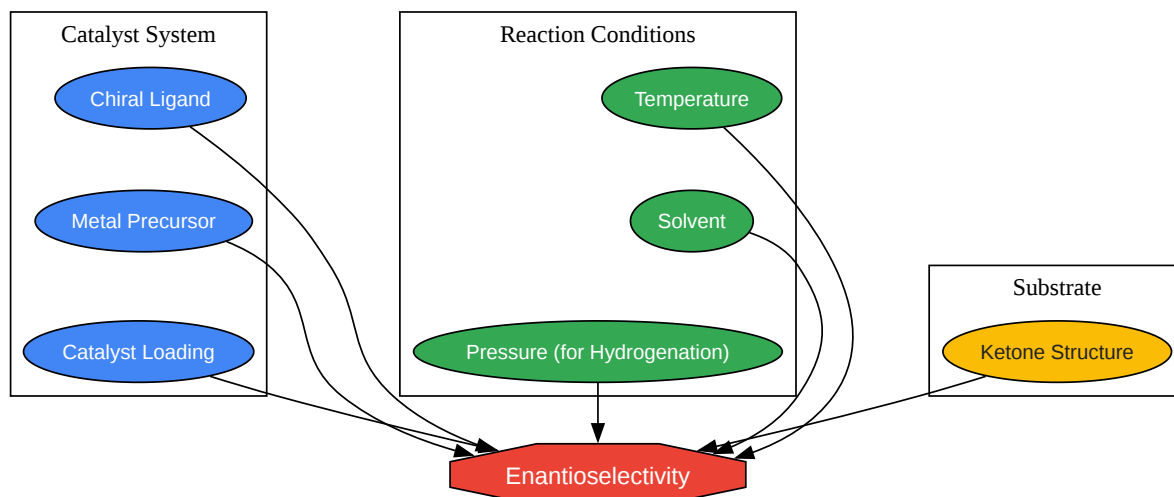 Catalyst System
Chiral Ligand
Metal Precursor
Catalyst Loading
Reaction Conditions
Temperature
Solvent
Pressure (for Hydrogenation)
Substrate
Ketone Structure
Enantioselectivity